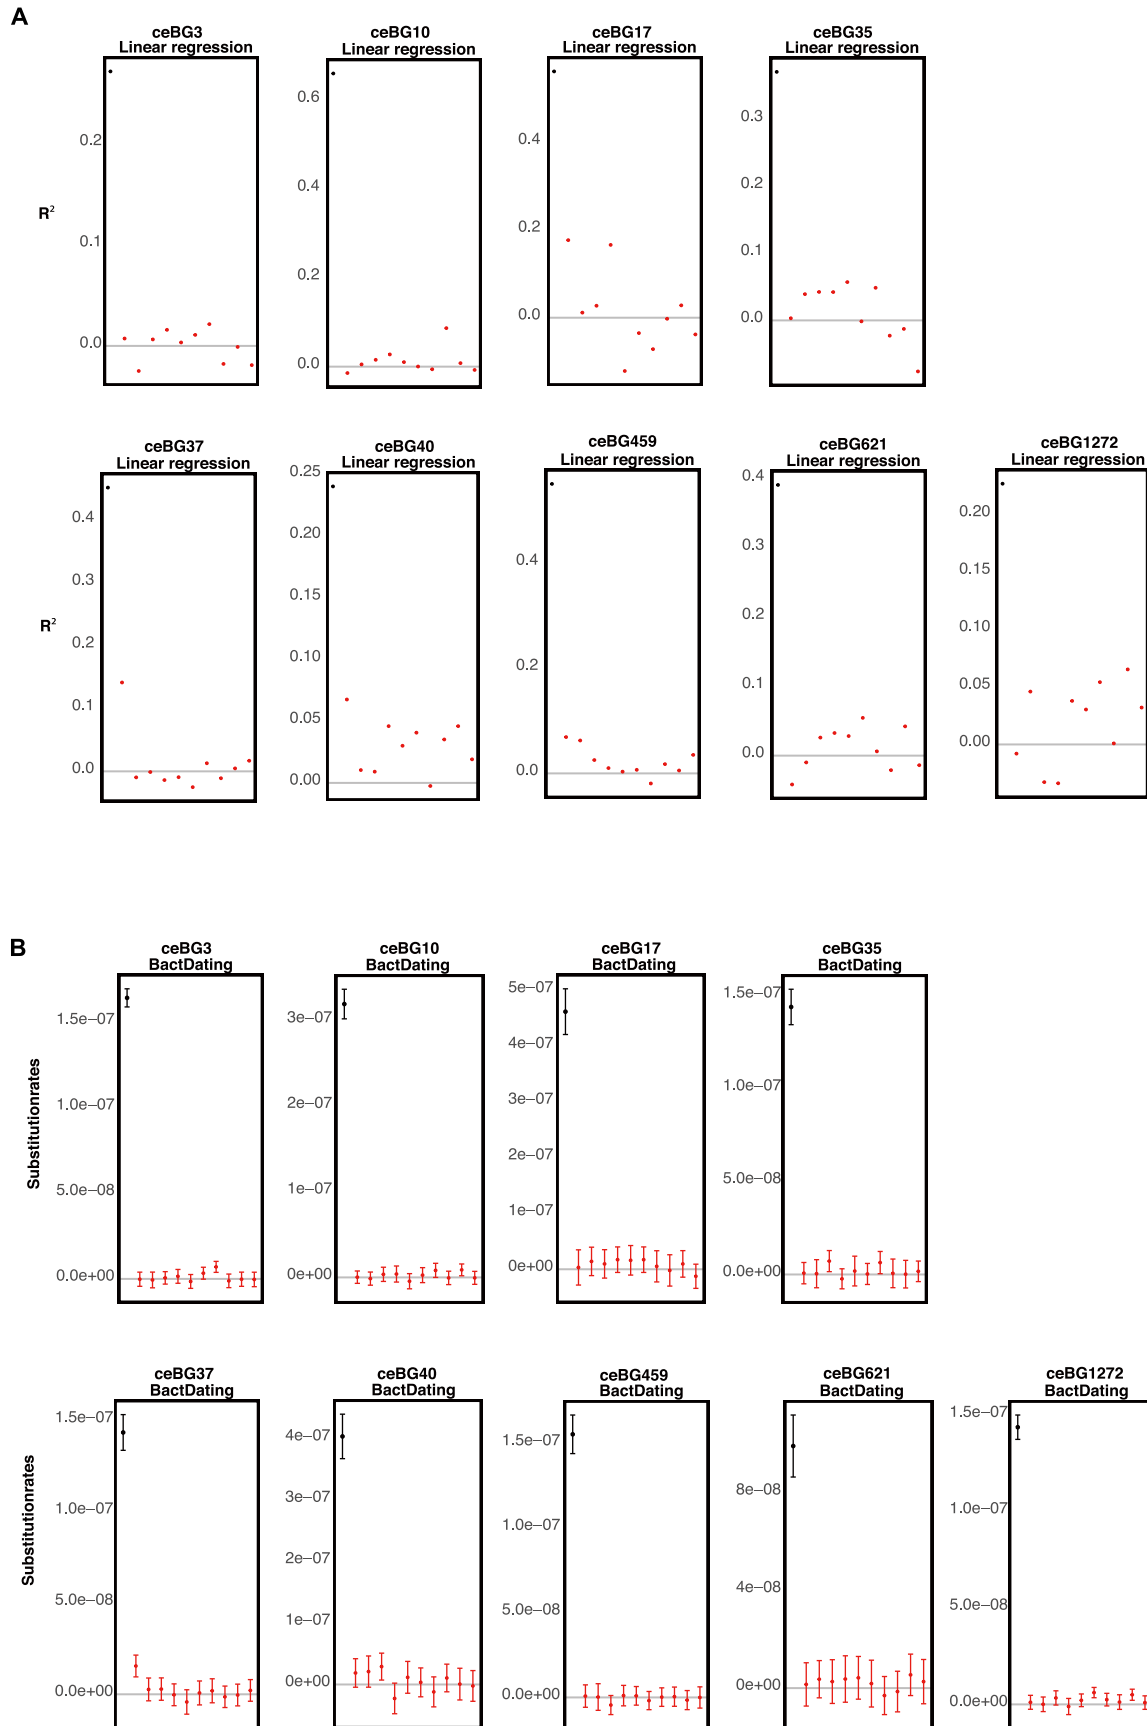 A
ceBG3
Linear regression
ceBG10
Linear regression
ceBG17
Linear regression
ceBG35
Linear regression
R²
0.2
0.1
0.0
0.6
0.4
0.2
0.0
0.4
0.2
0.0
0.3
0.2
0.1
0.0
ceBG37
Linear regression
ceBG40
Linear regression
ceBG459
Linear regression
ceBG621
Linear regression
ceBG1272
Linear regression
R²
0.4
0.3
0.2
0.1
0.0
0.25
0.20
0.15
0.10
0.05
0.00
0.4
0.2
0.0
0.4
0.3
0.2
0.1
0.0
0.20
0.15
0.10
0.05
0.00
B
ceBG3
BactDating
ceBG10
BactDating
ceBG17
BactDating
ceBG35
BactDating
Substitutionrates
1.5e−07
1.0e−07
5.0e−08
0.0e+00
3e−07
2e−07
1e−07
0e+00
5e−07
4e−07
3e−07
2e−07
1e−07
0e+00
1.5e−07
1.0e−07
5.0e−08
0.0e+00
ceBG37
BactDating
ceBG40
BactDating
ceBG459
BactDating
ceBG621
BactDating
ceBG1272
BactDating
Substitutionrates
1.5e−07
1.0e−07
5.0e−08
0.0e+00
4e−07
3e−07
2e−07
1e−07
0e+00
1.5e−07
1.0e−07
5.0e−08
0.0e+00
8e−08
4e−08
0e+00
1.5e−07
1.0e−07
5.0e−08
0.0e+00